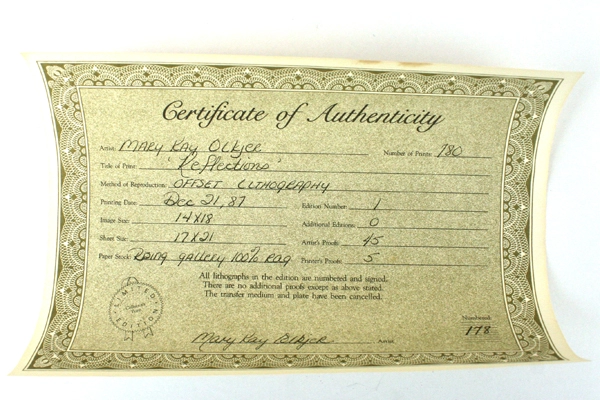 Certificate of Authenticity
Artist: MARY KAY OLKJER Number of Prints: 780
Title of Print: 'Reflections'
Method of Reproduction: OFFSET LITHOGRAPHY
Printing Date: Dec 21, 87 Edition Number: 1
Image Size: 14x18 Additional Editions: 0
Sheet Size: 17x21 Artist's Proofs: 45
Paper Stock: Rising gallery 100% Rag Printer's Proofs: 5
All lithographs in the edition are numbered and signed.
There are no additional proofs except as above stated.
The transfer medium and plate have been cancelled.
LIMITED
EDITION
Numbered:
178
Mary Kay Artist